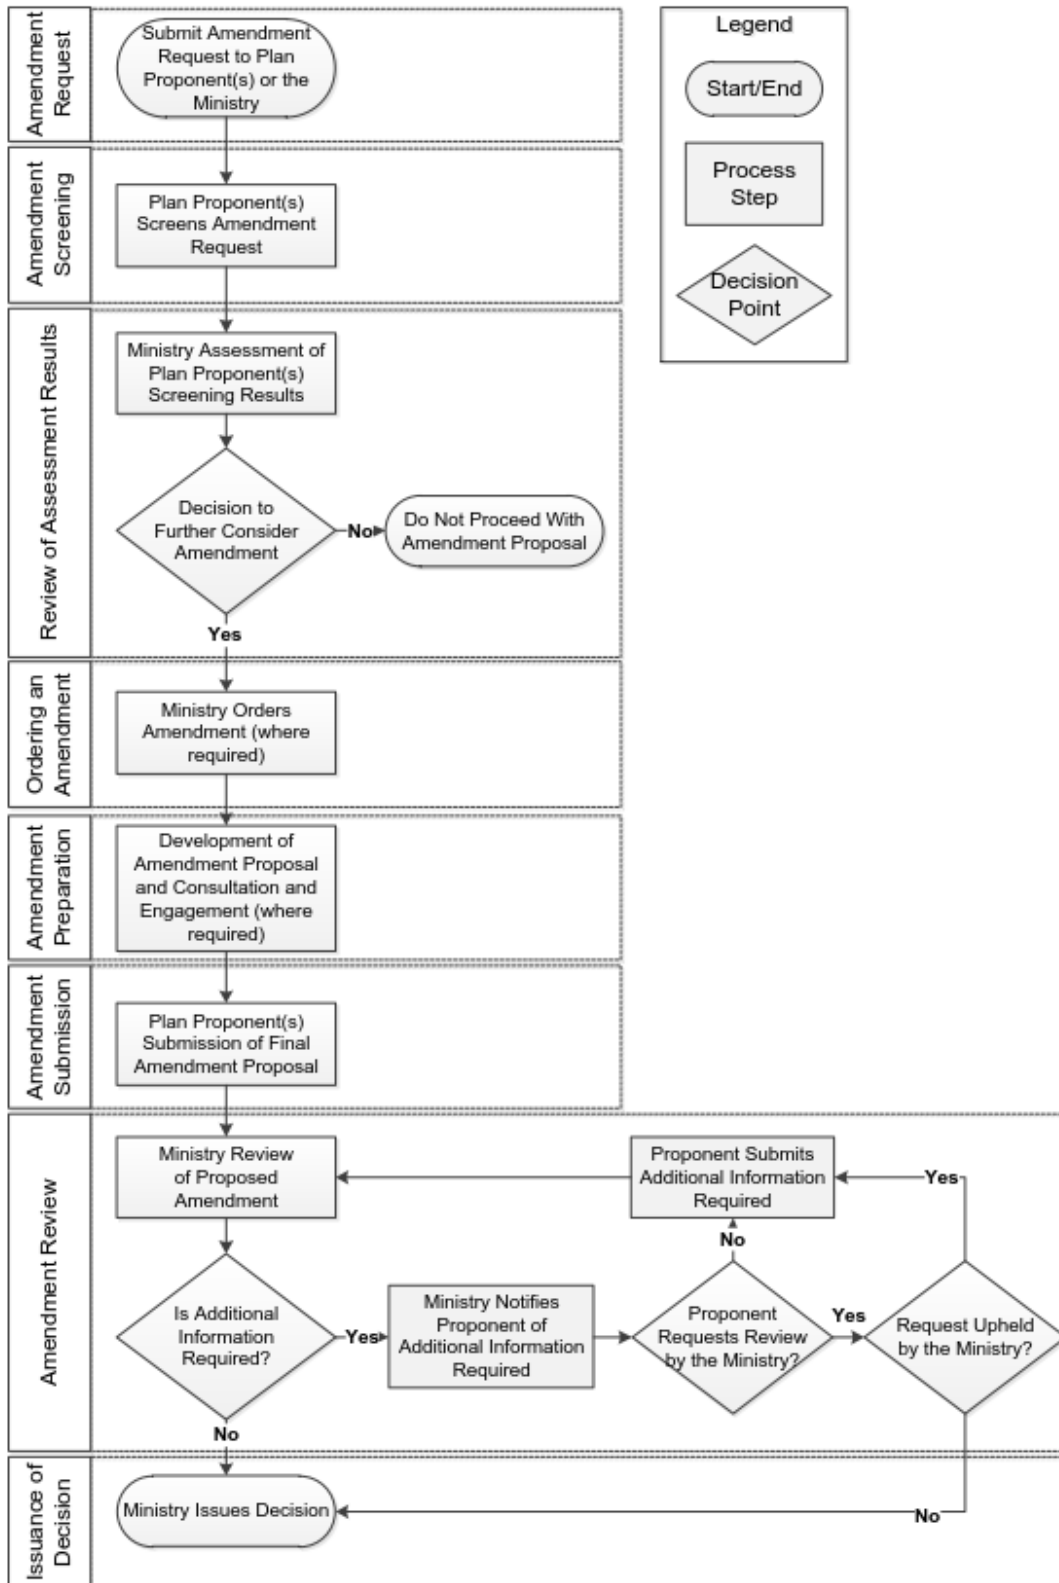 Amendment
Request
Submit Amendment
Request to Plan
Proponent(s) or the
Ministry
Legend
Start/End
Process
Step
Decision
Point
Amendment
Screening
Plan Proponent(s)
Screens Amendment
Request
Review of Assessment Results
Ministry Assessment of
Plan Proponent(s)
Screening Results
Decision to
Further Consider
Amendment
No
Do Not Proceed With
Amendment Proposal
Yes
Ordering an
Amendment
Ministry Orders
Amendment (where
required)
Amendment
Preparation
Development of
Amendment Proposal
and Consultation and
Engagement (where
required)
Amendment
Submission
Plan Proponent(s)
Submission of Final
Amendment Proposal
Amendment Review
Ministry Review
of Proposed
Amendment
Proponent Submits
Additional Information
Required
Yes
No
Is Additional
Information
Required?
Yes
Ministry Notifies
Proponent of
Additional Information
Required
Proponent
Requests Review
by the Ministry?
Yes
Request Upheld
by the Ministry?
No
Issuance of
Decision
Ministry Issues Decision
No